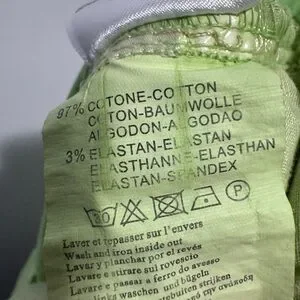 97% COTONE-COTTON
COTON-BAUMWOLLE
ALGODON-ALGODAO
3% ELASTAN-ELASTAN
ELASTHANNE-ELASTHAN
ELASTAN-SPANDEX
30 P
Laver et repasser sur l'envers
Wash and iron inside out
Lavar y planchar por el revés
Lavare e stirare sul rovescio
Lavar e passar a ferro do avesso
links waschen und bügeln
strijken